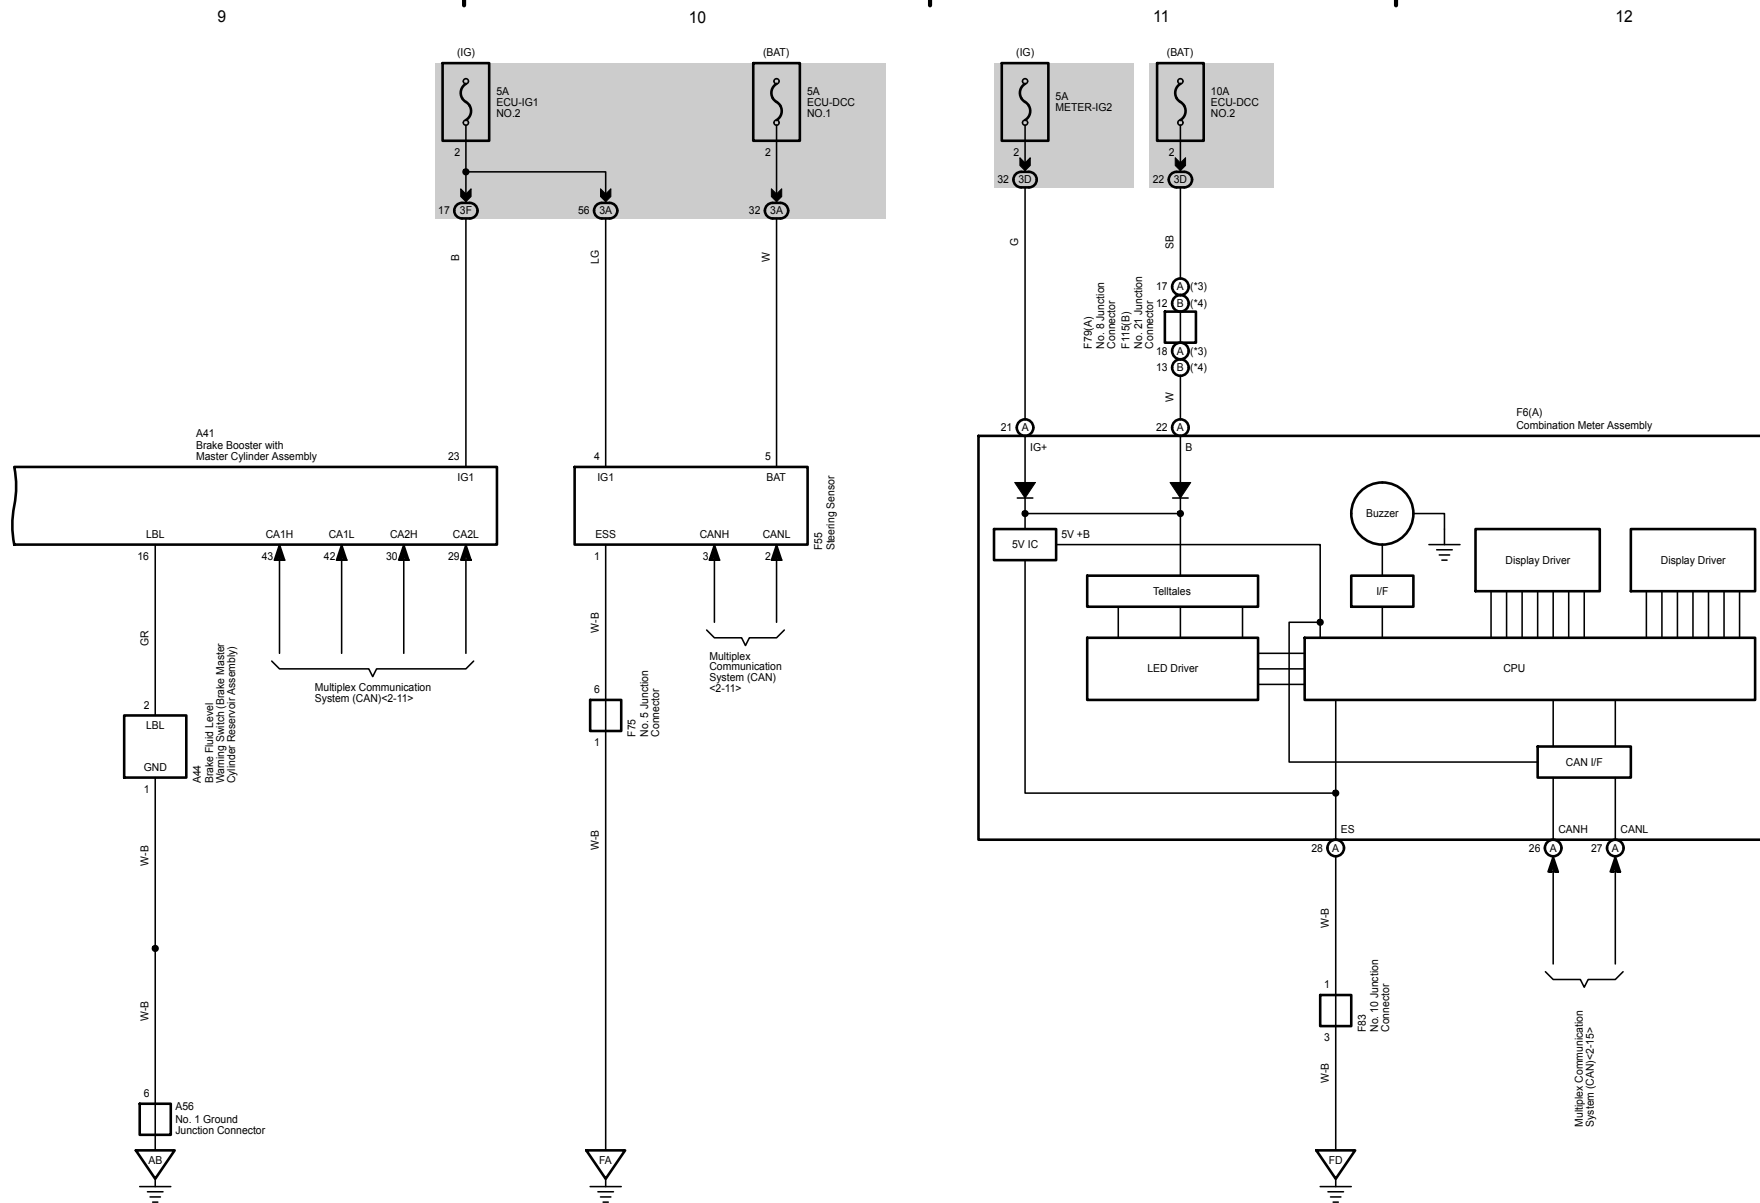 9
10
11
12
(IG)
(BAT)
(IG)
(BAT)
5A
ECU-IG1
NO.2
5A
ECU-DCC
NO.1
5A
METER-IG2
10A
ECU-DCC
NO.2
2
2
2
2
32 3D
22 3D
17 3F
56 3A
32 3A
B
LG
W
G
SB
F79(A)
No. 8 Junction
Connector
F115(B)
No. 21 Junction
Connector
17 A (*3)
12 B (*4)
18 A (*3)
13 B (*4)
W
A41
Brake Booster with
Master Cylinder Assembly
23
4
5
21 A
22 A
F6(A)
Combination Meter Assembly
IG1
IG1
BAT
IG+
B
LBL
CA1H
CA1L
CA2H
CA2L
ESS
CANH
CANL
F55
Steering Sensor
16
43
42
30
29
1
3
2
5V IC
5V +B
Buzzer
Display Driver
Display Driver
Telltales
I/F
LED Driver
CPU
CAN I/F
GR
W-B
Multiplex Communication
System (CAN)<2-11>
Multiplex
Communication
System (CAN)
<2-11>
2
LBL
GND
1
A44
Brake Fluid Level
Warning Switch (Brake Master
Cylinder Reservoir Assembly)
6
1
F75
No. 5 Junction
Connector
W-B
W-B
ES
CANH
CANL
28 A
26 A
27 A
W-B
W-B
1
3
F83
No. 10 Junction
Connector
W-B
Multiplex Communication
System (CAN)<2-15>
6
A56
No. 1 Ground
Junction Connector
AB
FA
FD